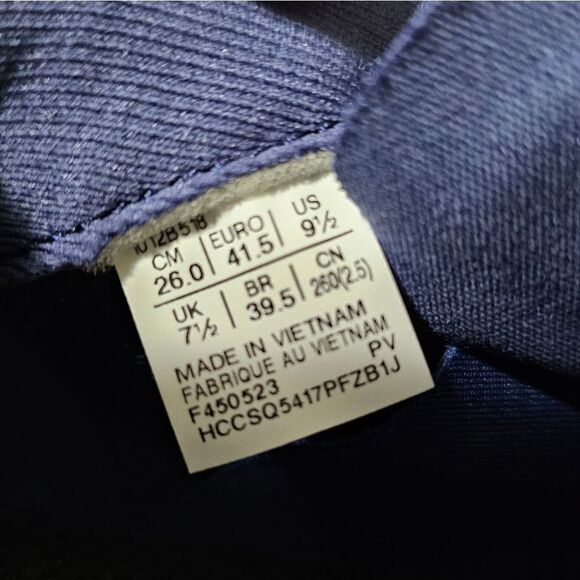 1012B518
CM | EURO | US
26.0 | 41.5 | 9½
UK | BR | CN
7½ | 39.5 | 260(2.5)
MADE IN VIETNAM
FABRIQUE AU VIETNAM
F450523 PV
HCCSQ5417PFZB1J